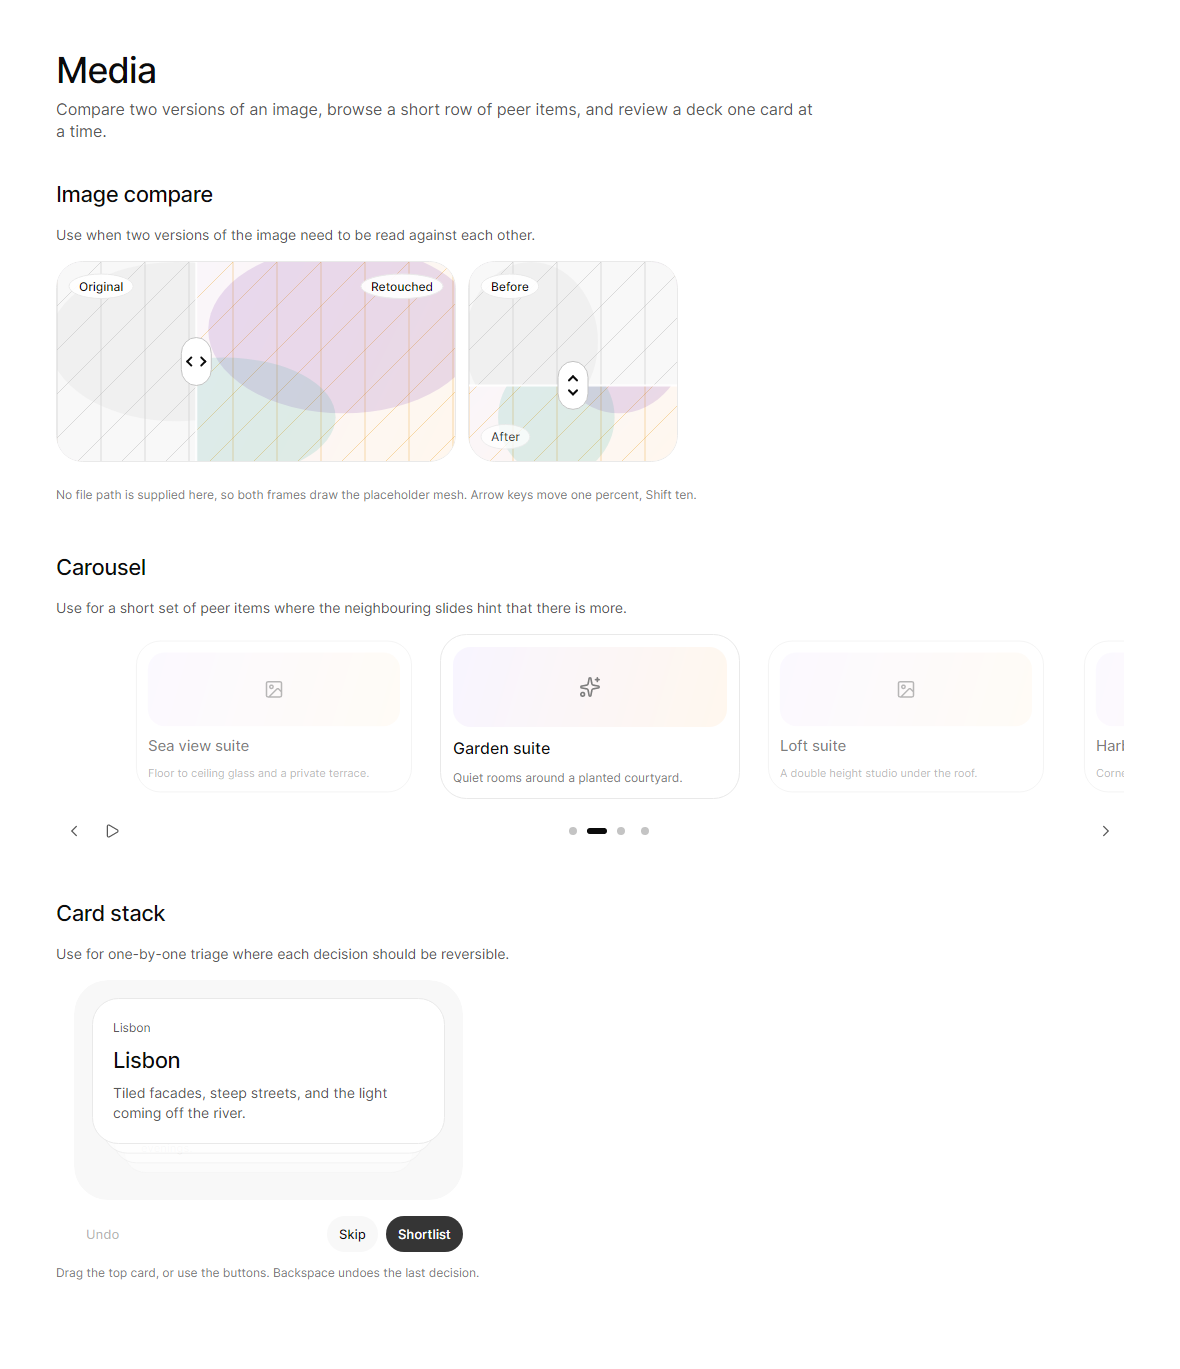 Media
Compare two versions of an image, browse a short row of peer items, and review a deck one card at
a time.
Image compare
Use when two versions of the image need to be read against each other.
Original
Retouched
Before
After
No file path is supplied here, so both frames draw the placeholder mesh. Arrow keys move one percent, Shift ten.
Carousel
Use for a short set of peer items where the neighbouring slides hint that there is more.
Sea view suite
Floor to ceiling glass and a private terrace.
Garden suite
Quiet rooms around a planted courtyard.
Loft suite
A double height studio under the roof.
Card stack
Use for one-by-one triage where each decision should be reversible.
Lisbon
Lisbon
Tiled facades, steep streets, and the light
coming off the river.
Undo
Skip
Shortlist
Drag the top card, or use the buttons. Backspace undoes the last decision.